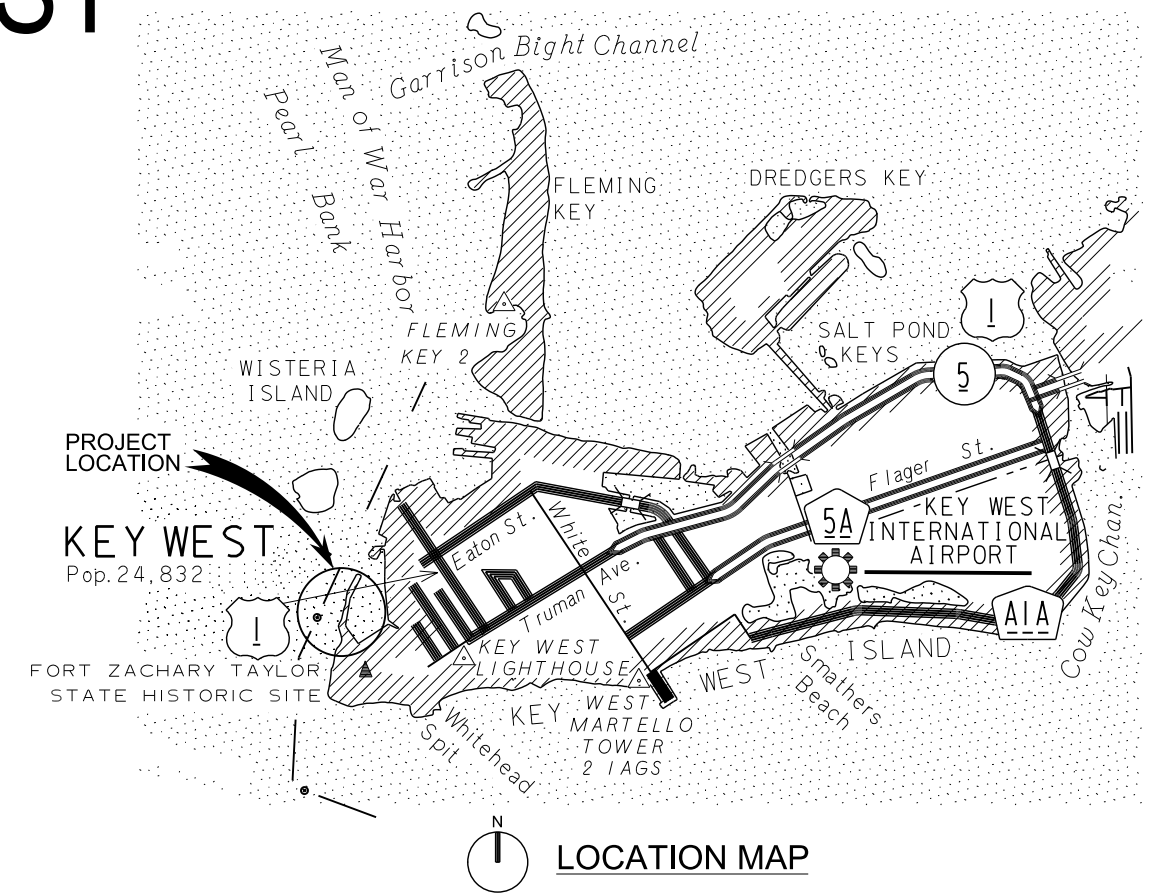 ST
Garrison Bight Channel
Man of War Harbor
Pearl Bank
FLEMING
KEY
DREDGERS KEY
FLEMING
KEY 2
SALT POND
KEYS
1
5
WISTERIA
ISLAND
PROJECT
LOCATION
KEY WEST
Pop. 24,832
1
Eaton St.
White St.
Truman Ave.
Flager St.
5A
KEY WEST
INTERNATIONAL
AIRPORT
A1A
Cow Key Chan.
FORT ZACHARY TAYLOR
STATE HISTORIC SITE
KEY WEST
LIGHTHOUSE
KEY WEST ISLAND
WEST
MARTELLO
TOWER
2 IAGS
Smathers
Beach
Whitehead
Spit
N
LOCATION MAP